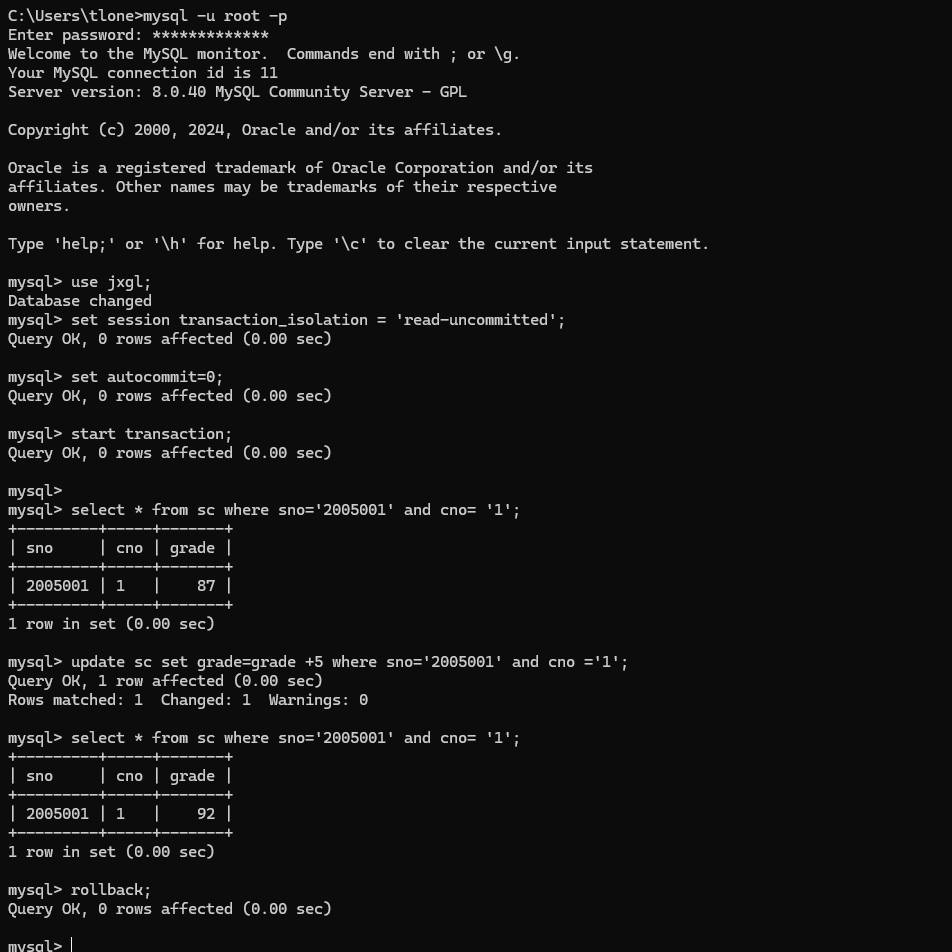 C:\Users\tlone>mysql -u root -p
Enter password: *************
Welcome to the MySQL monitor.  Commands end with ; or \g.
Your MySQL connection id is 11
Server version: 8.0.40 MySQL Community Server - GPL

Copyright (c) 2000, 2024, Oracle and/or its affiliates.

Oracle is a registered trademark of Oracle Corporation and/or its
affiliates. Other names may be trademarks of their respective
owners.

Type 'help;' or '\h' for help. Type '\c' to clear the current input statement.

mysql> use jxgl;
Database changed
mysql> set session transaction_isolation = 'read-uncommitted';
Query OK, 0 rows affected (0.00 sec)

mysql> set autocommit=0;
Query OK, 0 rows affected (0.00 sec)

mysql> start transaction;
Query OK, 0 rows affected (0.00 sec)

mysql>
mysql> select * from sc where sno='2005001' and cno= '1';
+---------+-----+-------+
| sno     | cno | grade |
+---------+-----+-------+
| 2005001 | 1   |    87 |
+---------+-----+-------+
1 row in set (0.00 sec)

mysql> update sc set grade=grade +5 where sno='2005001' and cno ='1';
Query OK, 1 row affected (0.00 sec)
Rows matched: 1  Changed: 1  Warnings: 0

mysql> select * from sc where sno='2005001' and cno= '1';
+---------+-----+-------+
| sno     | cno | grade |
+---------+-----+-------+
| 2005001 | 1   |    92 |
+---------+-----+-------+
1 row in set (0.00 sec)

mysql> rollback;
Query OK, 0 rows affected (0.00 sec)

mysql>